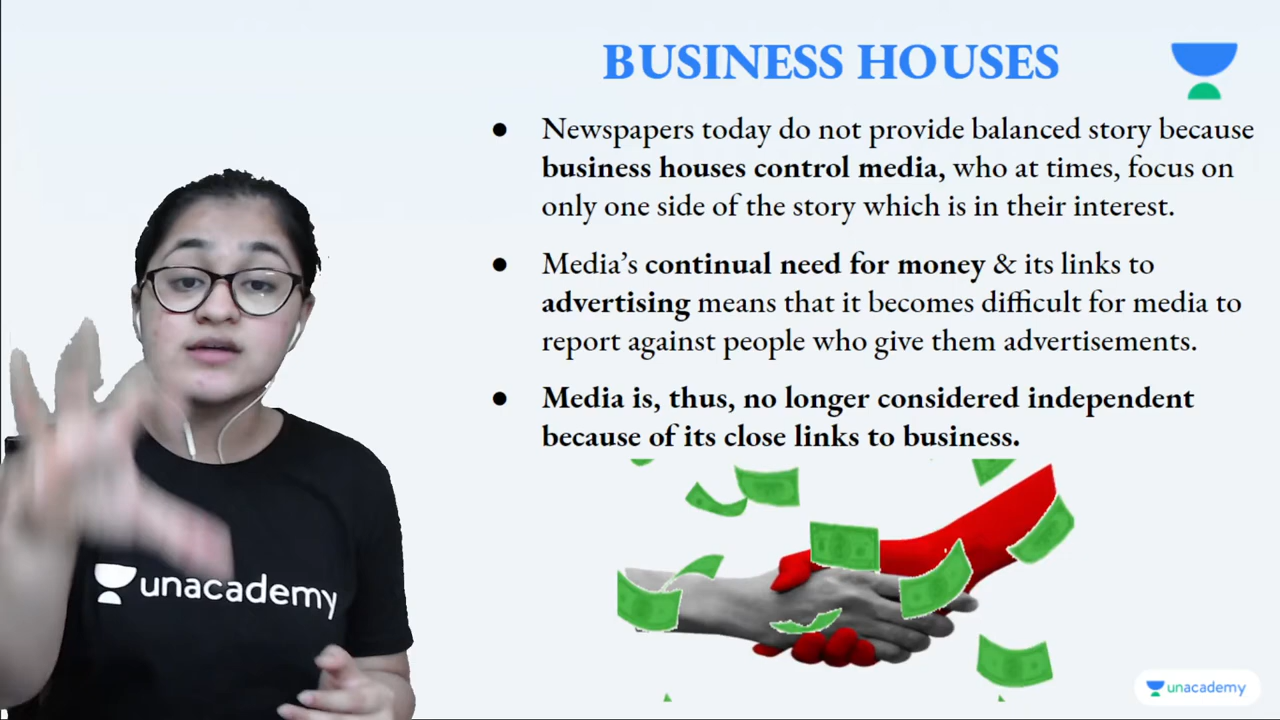 BUSINESS HOUSES
● Newspapers today do not provide balanced story because
business houses control media, who at times, focus on
only one side of the story which is in their interest.
● Media’s continual need for money & its links to
advertising means that it becomes difficult for media to
report against people who give them advertisements.
● Media is, thus, no longer considered independent
because of its close links to business.
unacademy
unacademy